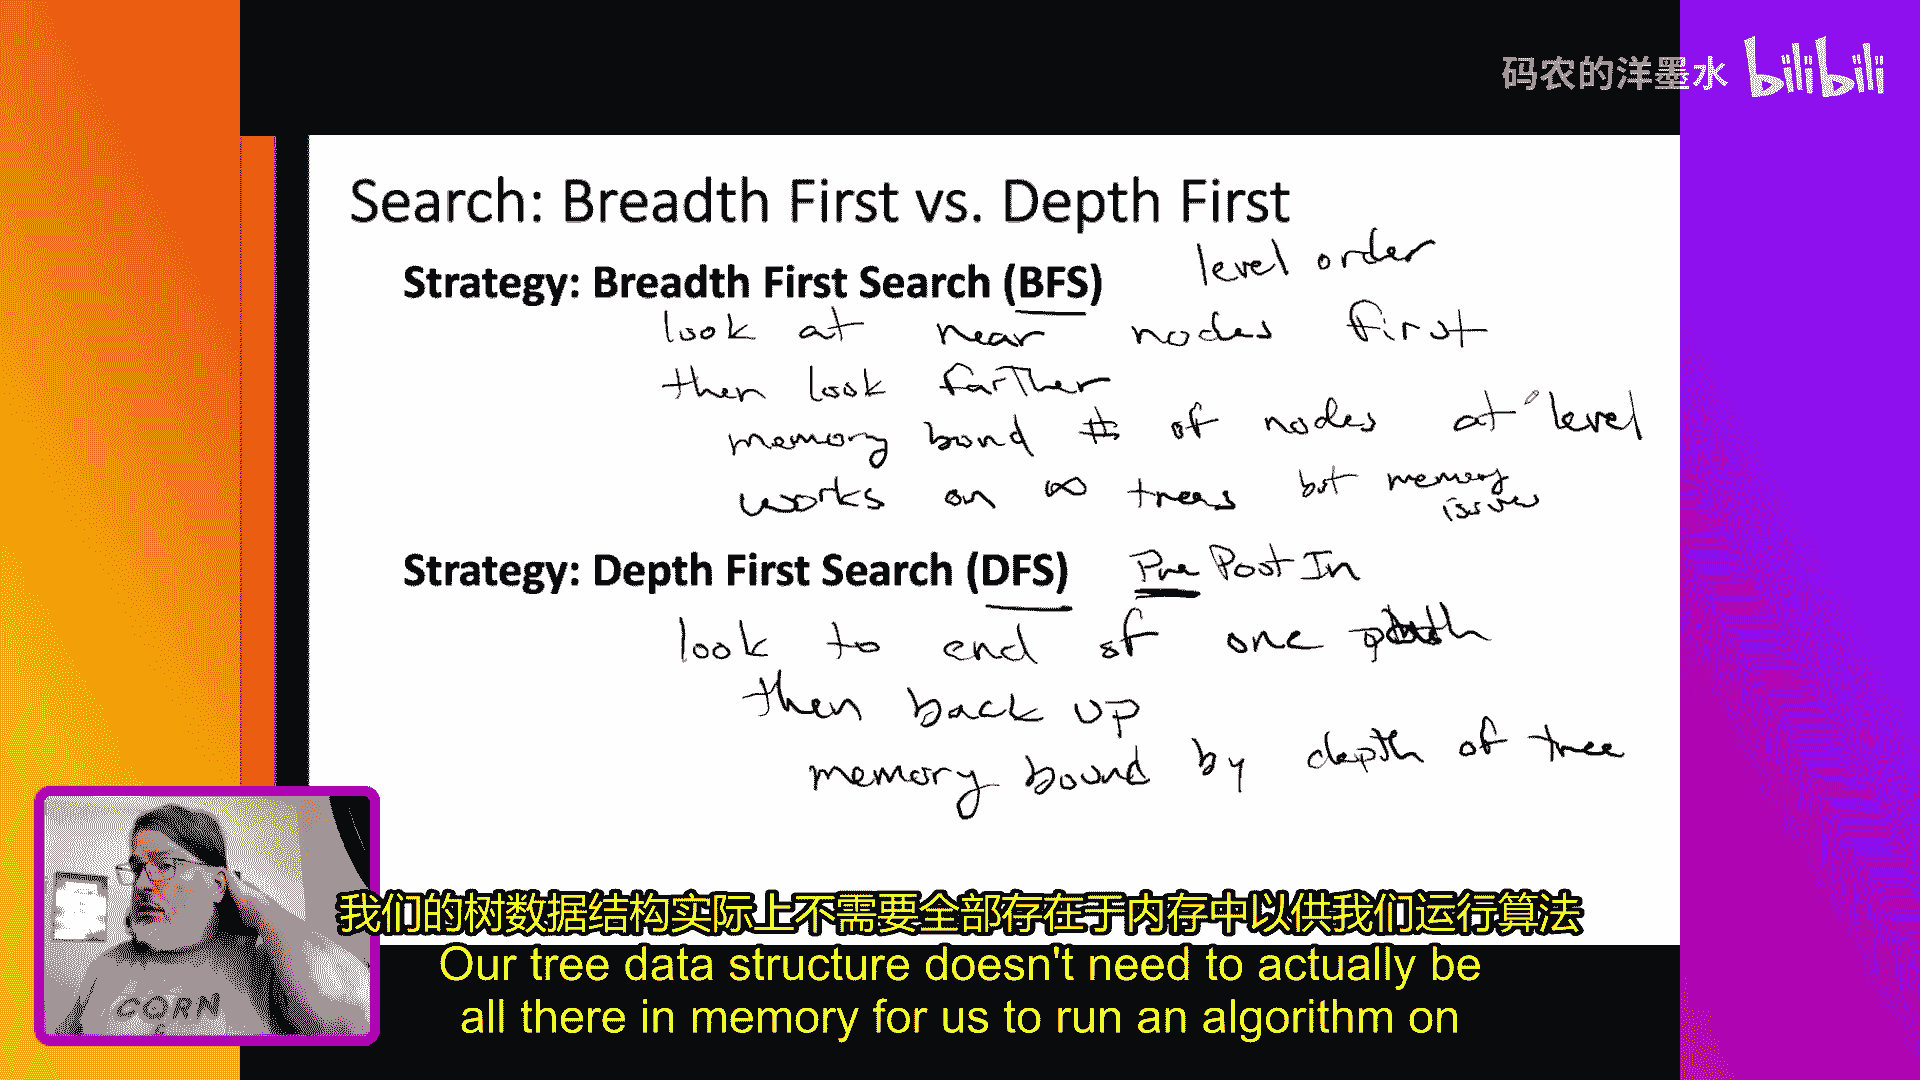 码农的洋墨水 bilibili
Search: Breadth First vs. Depth First
Strategy: Breadth First Search (BFS) level order
look at near nodes first
then look farther
memory bond # of nodes at level
works on ∞ trees but memory issues
Strategy: Depth First Search (DFS) Pre Post In
look to end of one path
then back up
memory bound by depth of tree
CORN
我们的树数据结构实际上不需要全部存在于内存中以供我们运行算法
Our tree data structure doesn't need to actually be
all there in memory for us to run an algorithm on